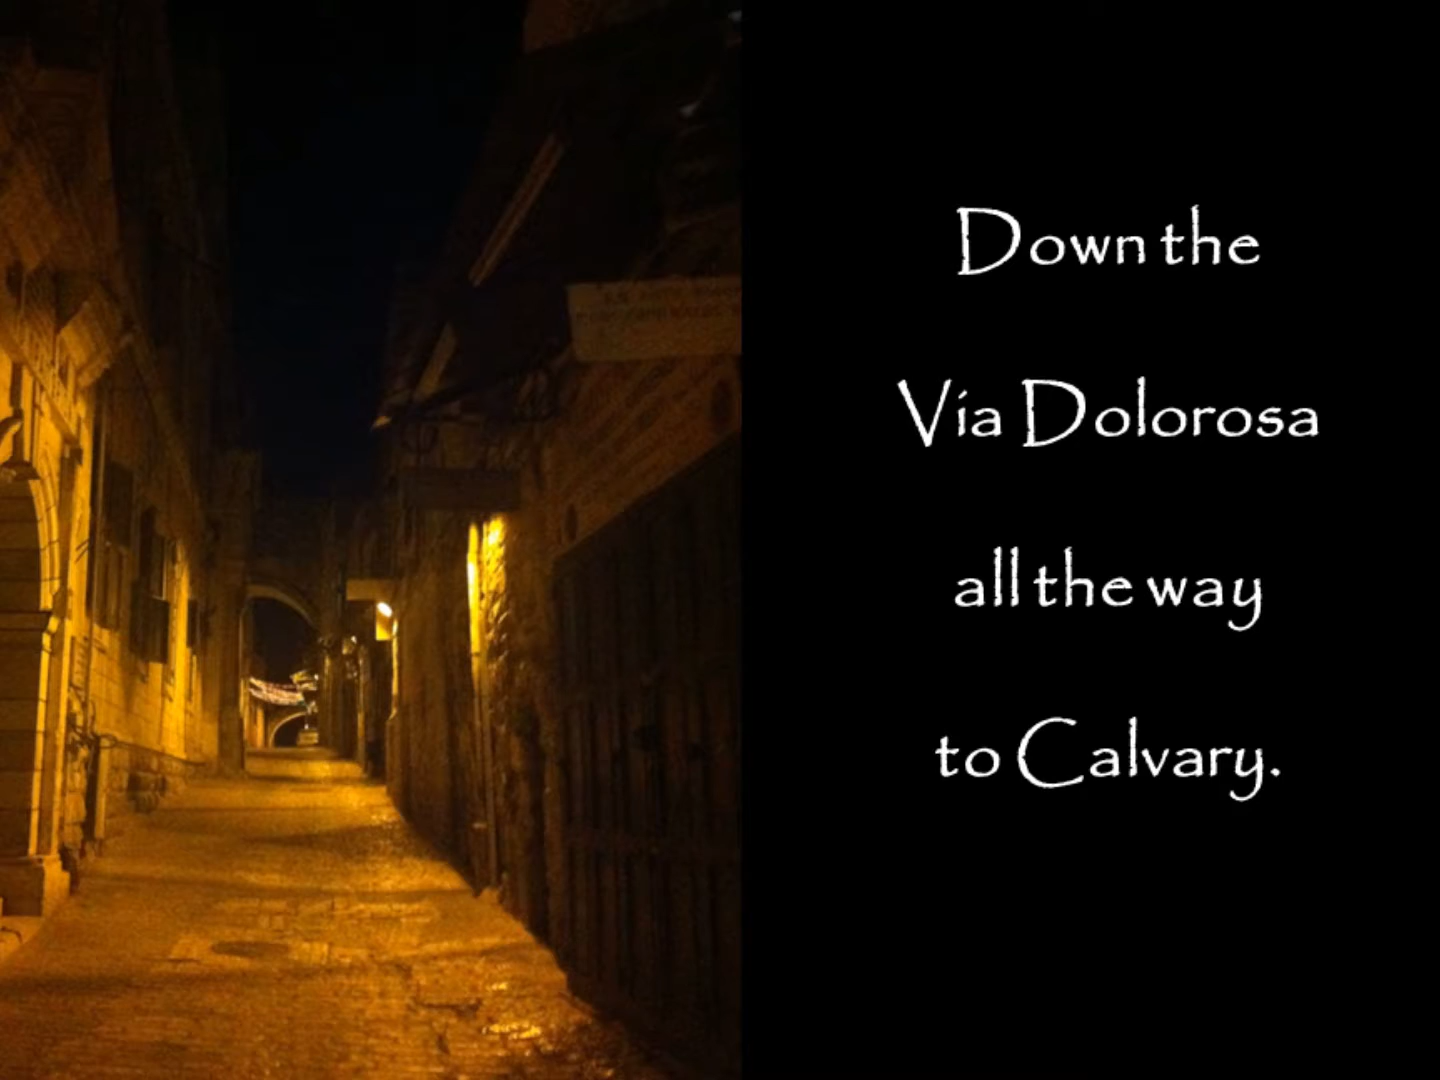 Down the
Via Dolorosa
all the way
to Calvary.